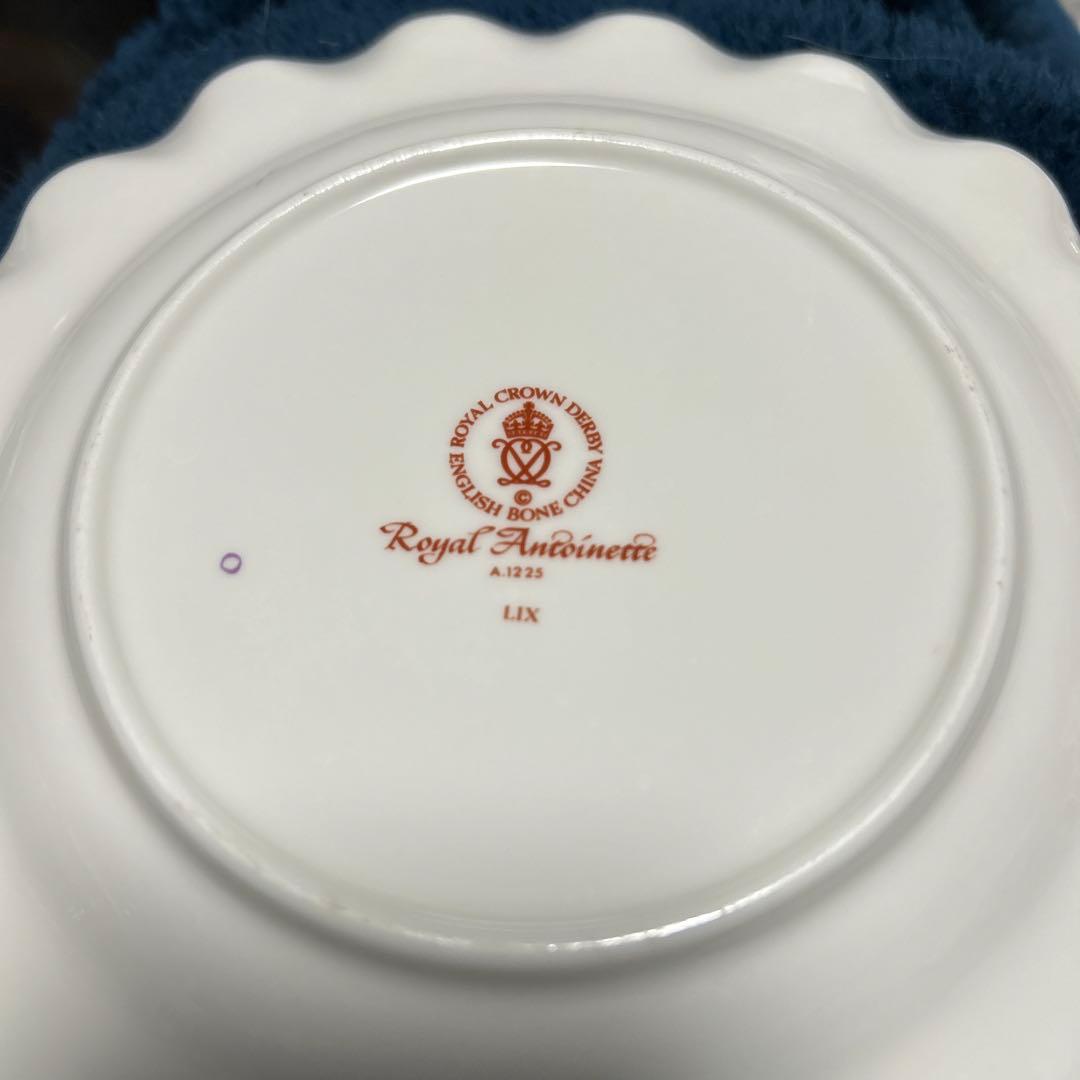 ROYAL CROWN DERBY
ENGLISH BONE CHINA
©
Royal Antoinette
A.1225
LIX
O